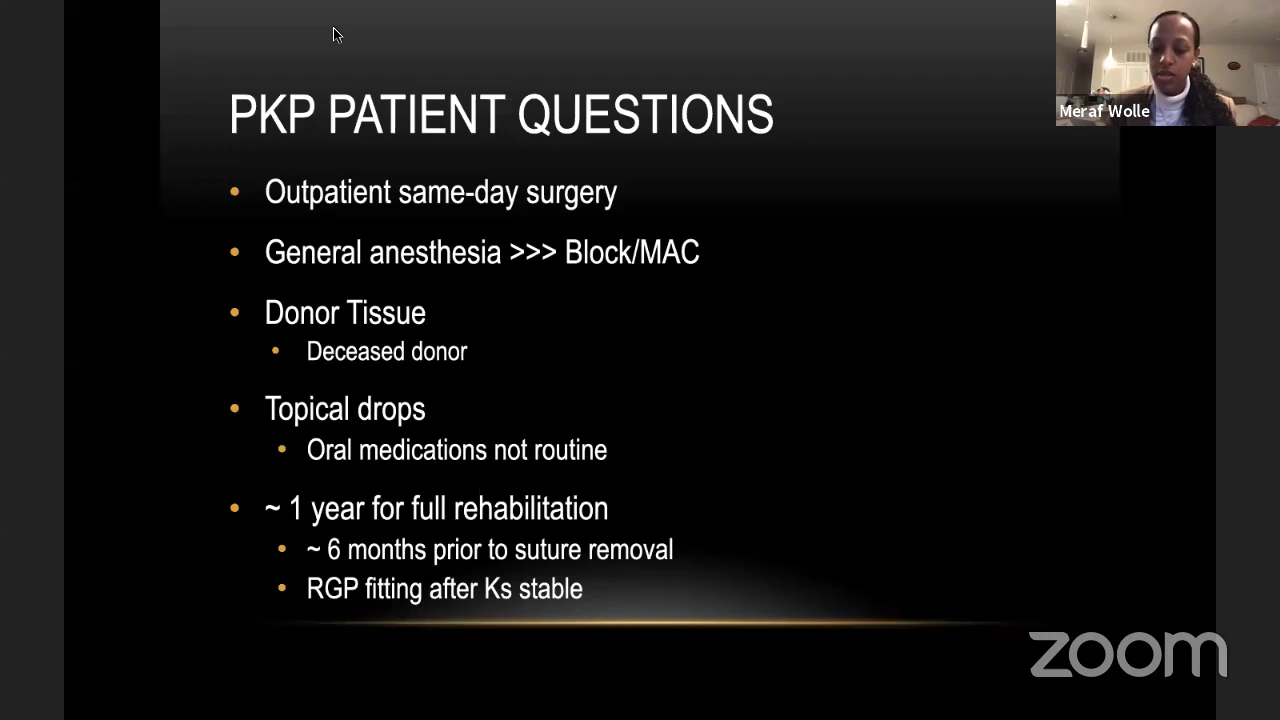 PKP PATIENT QUESTIONS
Meraf Wolle
• Outpatient same-day surgery
• General anesthesia >>> Block/MAC
• Donor Tissue
• Deceased donor
• Topical drops
• Oral medications not routine
• ~ 1 year for full rehabilitation
• ~ 6 months prior to suture removal
• RGP fitting after Ks stable
zoom